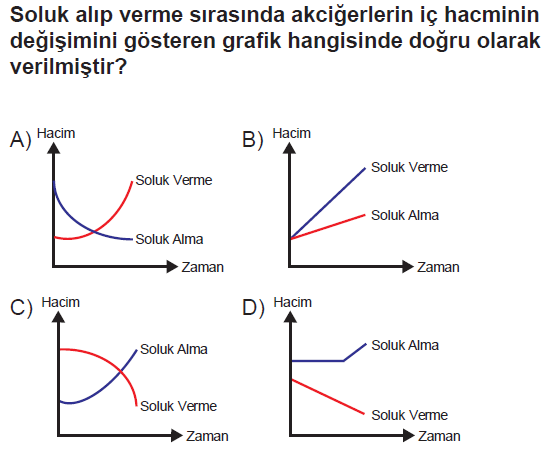 Soluk alıp verme sırasında akciğerlerin iç hacminin
değişimini gösteren grafik hangisinde doğru olarak
verilmiştir?
A) Hacim
Soluk Verme
Soluk Alma
Zaman
B) Hacim
Soluk Verme
Soluk Alma
Zaman
C) Hacim
Soluk Alma
Soluk Verme
Zaman
D) Hacim
Soluk Alma
Soluk Verme
Zaman